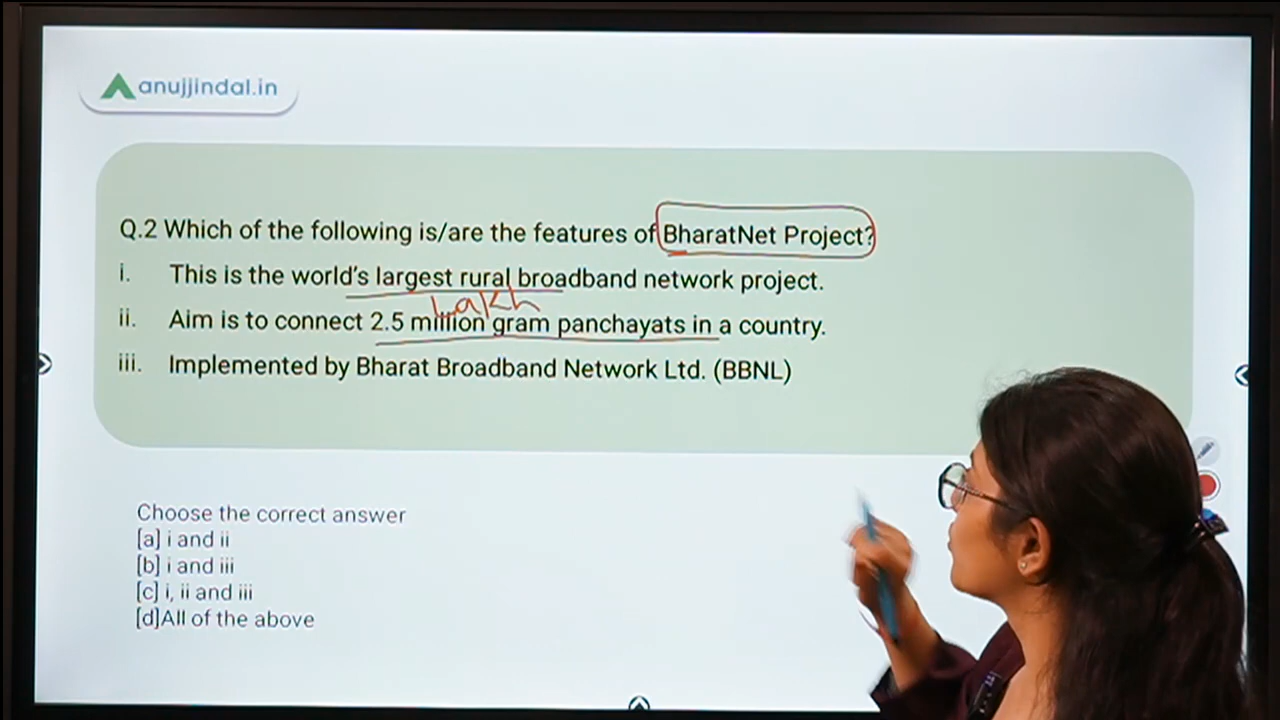 anujjindal.in
Q.2 Which of the following is/are the features of BharatNet Project?
i. This is the world's largest rural broadband network project.
Lakh
ii. Aim is to connect 2.5 million gram panchayats in a country.
iii. Implemented by Bharat Broadband Network Ltd. (BBNL)
Choose the correct answer
[a] i and ii
[b] i and iii
[c] i, ii and iii
[d]All of the above